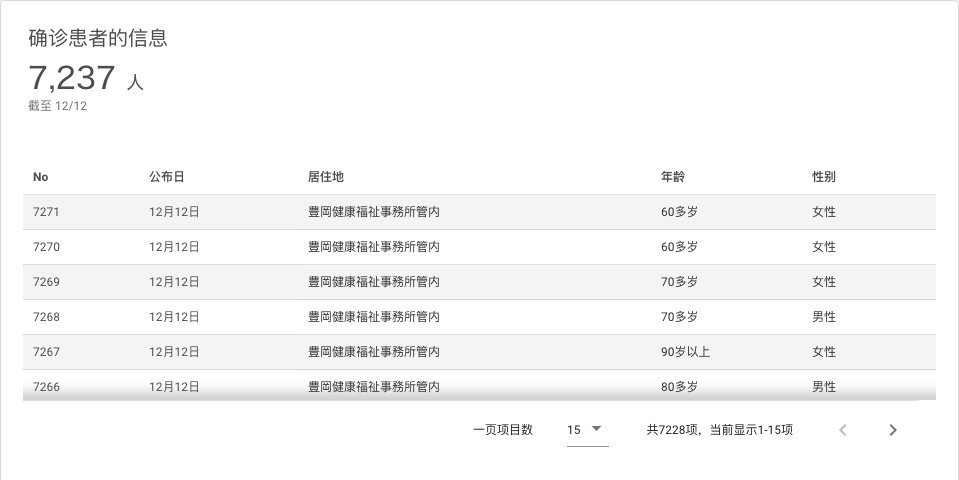 确诊患者的信息
7,237 人
截至 12/12
No 公布日 居住地 年龄 性别
7271 12月12日 豊岡健康福祉事務所管内 60多岁 女性
7270 12月12日 豊岡健康福祉事務所管内 60多岁 女性
7269 12月12日 豊岡健康福祉事務所管内 70多岁 女性
7268 12月12日 豊岡健康福祉事務所管内 70多岁 男性
7267 12月12日 豊岡健康福祉事務所管内 90岁以上 女性
7266 12月12日 豊岡健康福祉事務所管内 80多岁 男性
一页项目数 15 共7228项，当前显示1-15项